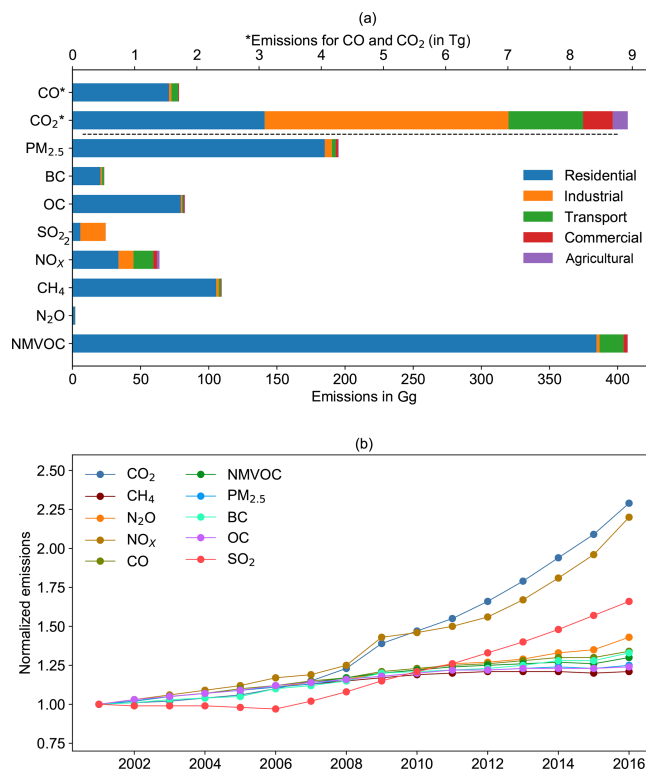 (a)
*Emissions for CO and CO₂ (in Tg)
0 1 2 3 4 5 6 7 8 9
CO*
CO₂*
PM₂.₅
BC
OC
SO₂₂
NOₓ
CH₄
N₂O
NMVOC
Residential
Industrial
Transport
Commercial
Agricultural
0 50 100 150 200 250 300 350 400
Emissions in Gg
(b)
Normalized emissions
2.50
2.25
2.00
1.75
1.50
1.25
1.00
0.75
CO₂
CH₄
N₂O
NOₓ
CO
NMVOC
PM₂.₅
BC
OC
SO₂
2002 2004 2006 2008 2010 2012 2014 2016